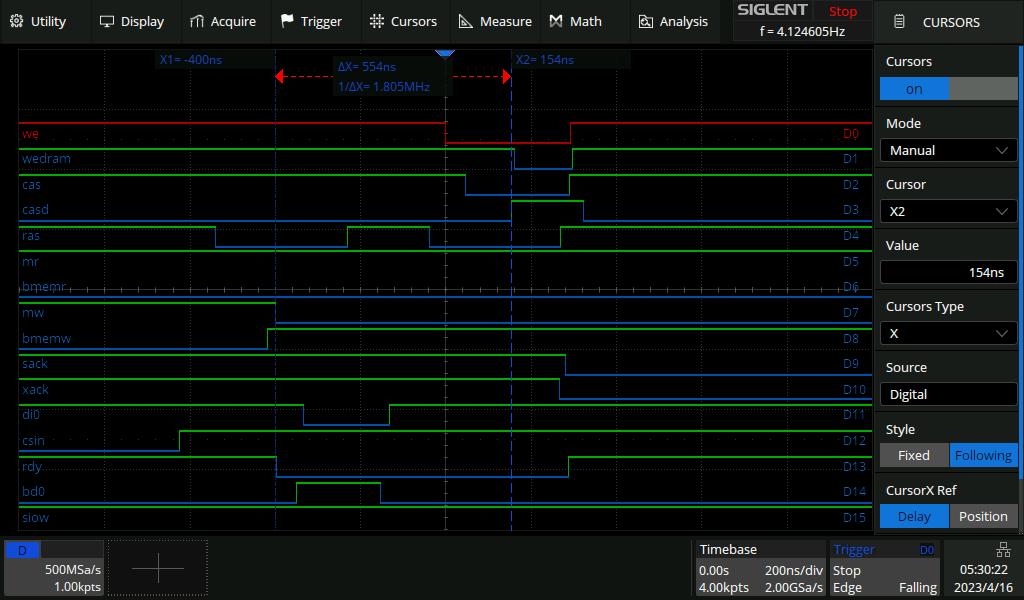 Utility Display Acquire Trigger Cursors Measure Math Analysis
SIGLENT Stop
f = 4.124605Hz
CURSORS
X1= -400ns
ΔX= 554ns
1/ΔX= 1.805MHz
X2= 154ns
we D0
wedram D1
cas D2
casd D3
ras D4
mr D5
bmemr D6
mw D7
bmemw D8
sack D9
xack D10
di0 D11
csin D12
rdy D13
bd0 D14
siow D15
Cursors
on
Mode
Manual
Cursor
X2
Value
154ns
Cursors Type
X
Source
Digital
Style
Fixed Following
CursorX Ref
Delay Position
D
500MSa/s
1.00kpts
Timebase
0.00s 200ns/div
4.00kpts 2.00GSa/s
Trigger D0
Stop
Edge Falling
05:30:22
2023/4/16